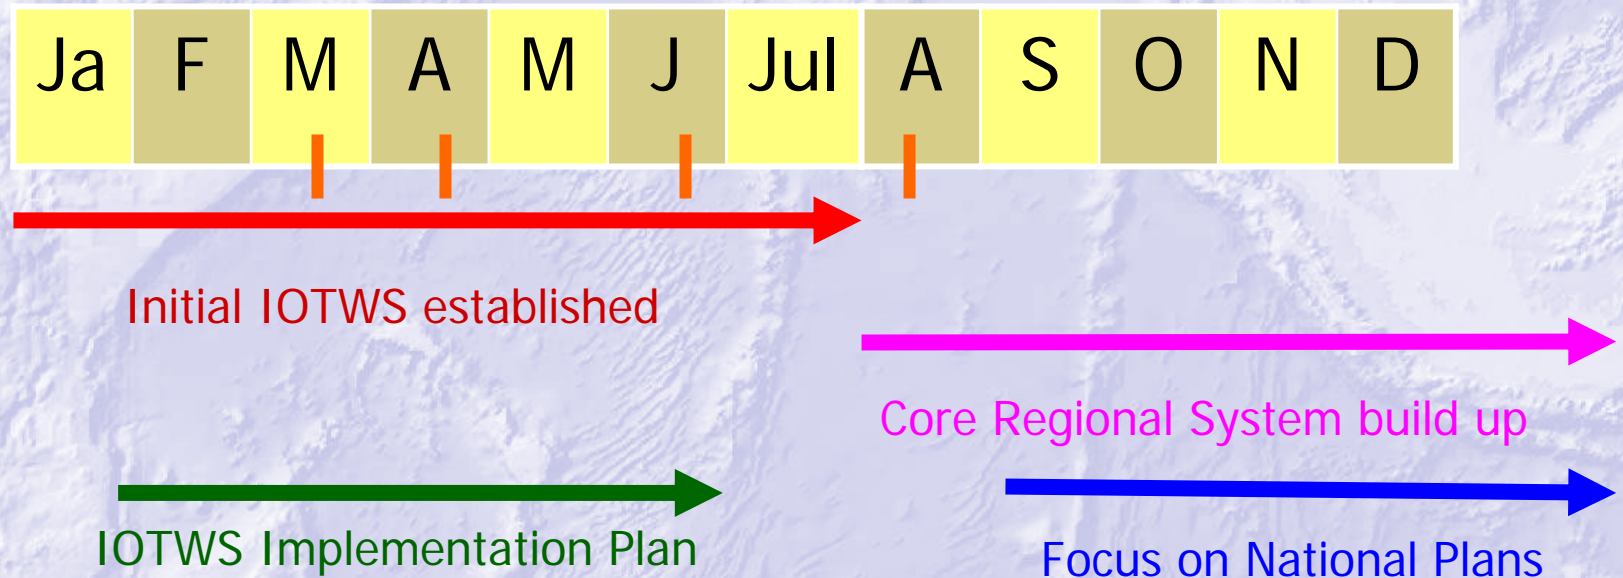 Ja F M A M J Jul A S O N D
Initial IOTWS established
Core Regional System build up
IOTWS Implementation Plan
Focus on National Plans